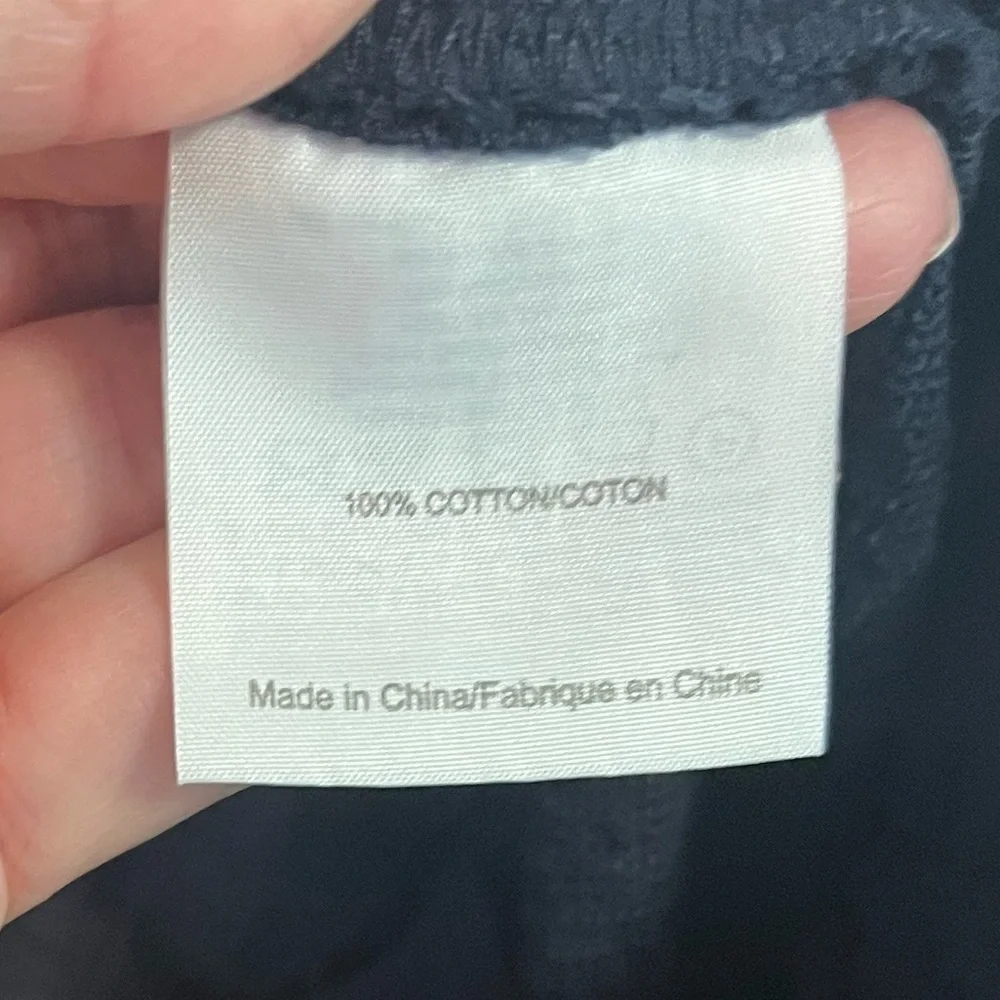 100% COTTON/COTON
Made in China/Fabrique en Chine